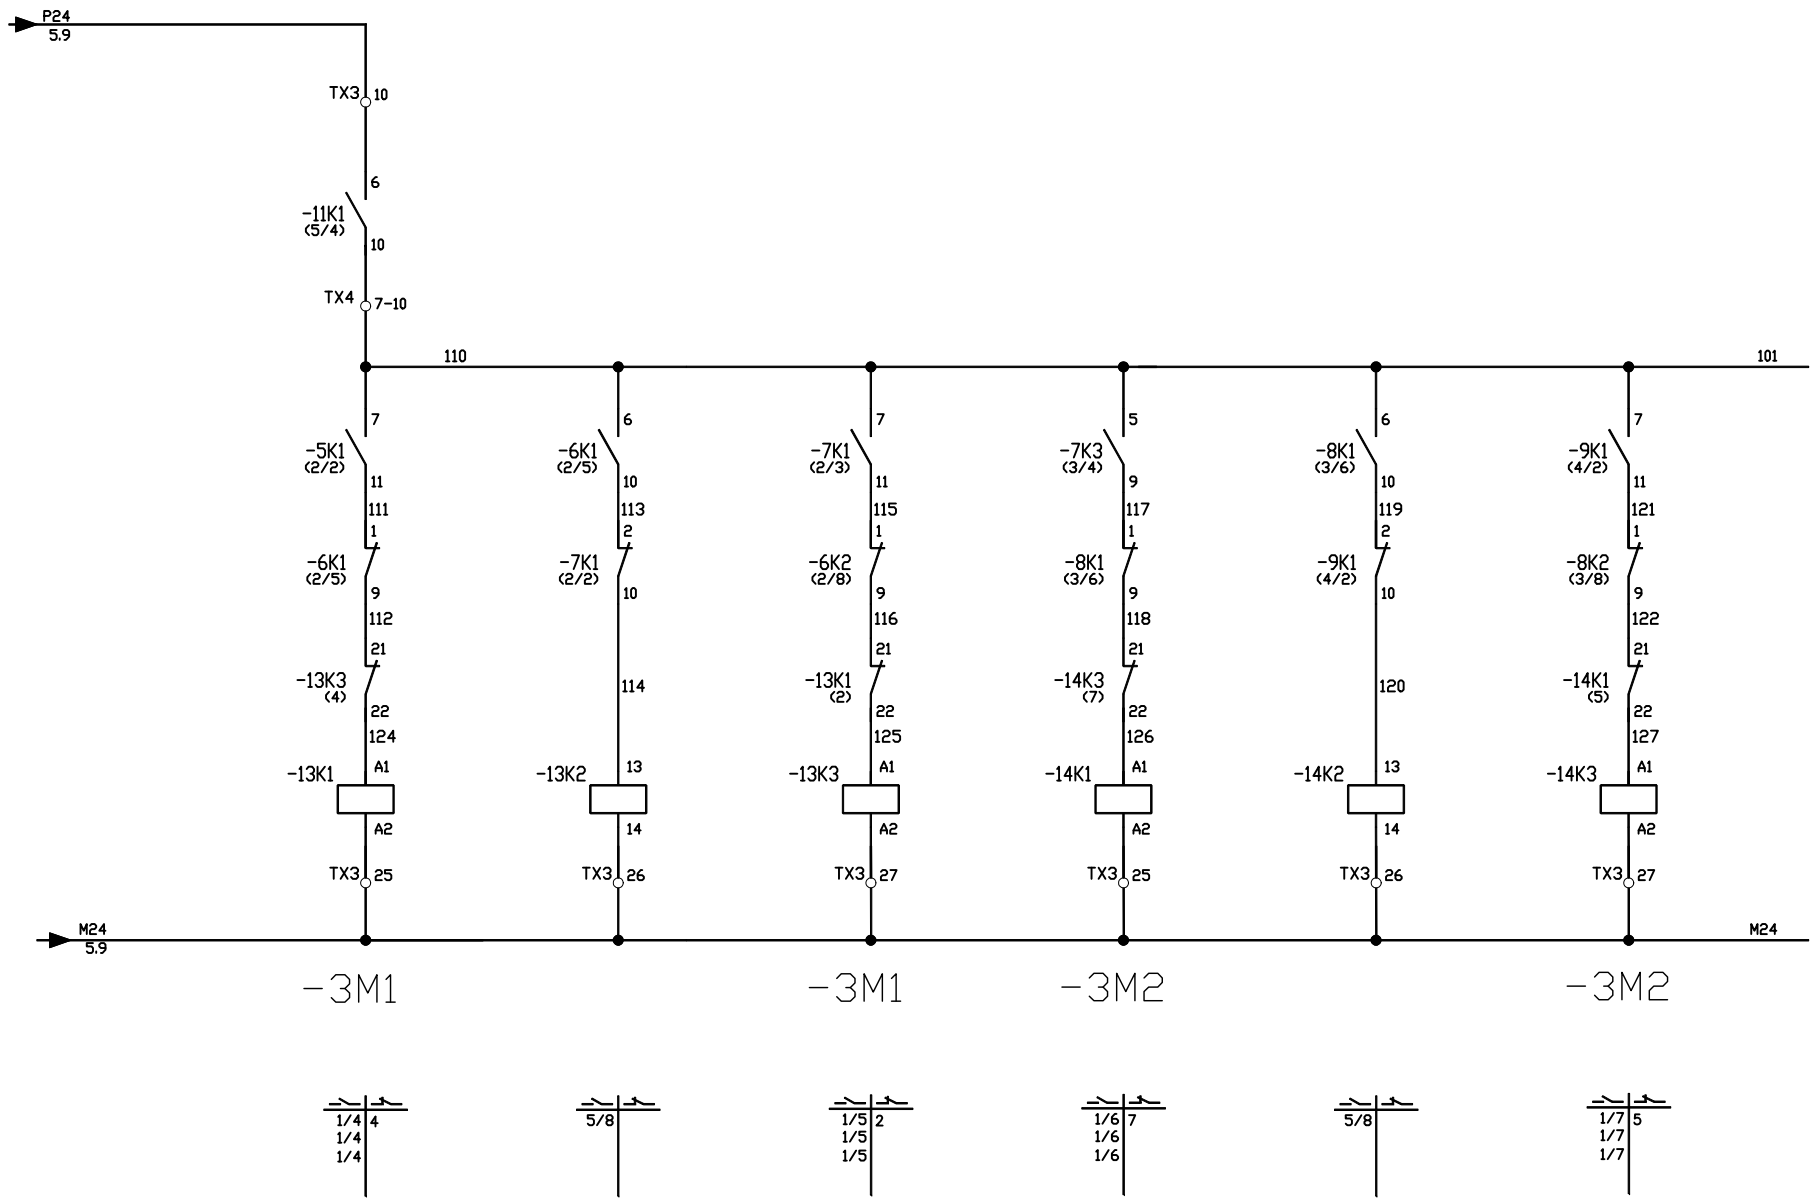 P24
5.9
TX3 10
6
-11K1
(5/4)
10
TX4 7-10
110 101
7 6 7 5 6 7
-5K1 -6K1 -7K1 -7K3 -8K1 -9K1
(2/2) (2/5) (2/3) (3/4) (3/6) (4/2)
11 10 11 9 10 11
111 113 115 117 119 121
1 2 1 1 2 1
-6K1 -7K1 -6K2 -8K1 -9K1 -8K2
(2/5) (2/2) (2/8) (3/6) (4/2) (3/8)
9 10 9 9 10 9
112 116 118 122
21 21 21 21
-13K3 114 -13K1 -14K3 120 -14K1
(4) (2) (7) (5)
22 22 22 22
124 125 126 127
A1 13 A1 A1 13 A1
-13K1 -13K2 -13K3 -14K1 -14K2 -14K3
A2 14 A2 A2 14 A2
TX3 25 TX3 26 TX3 27 TX3 25 TX3 26 TX3 27
M24 M24
5.9
-3M1 -3M1 -3M2 -3M2
1/4 4 5/8 1/5 2 1/6 7 5/8 1/7 5
1/4 1/5 1/6 1/7
1/4 1/5 1/6 1/7